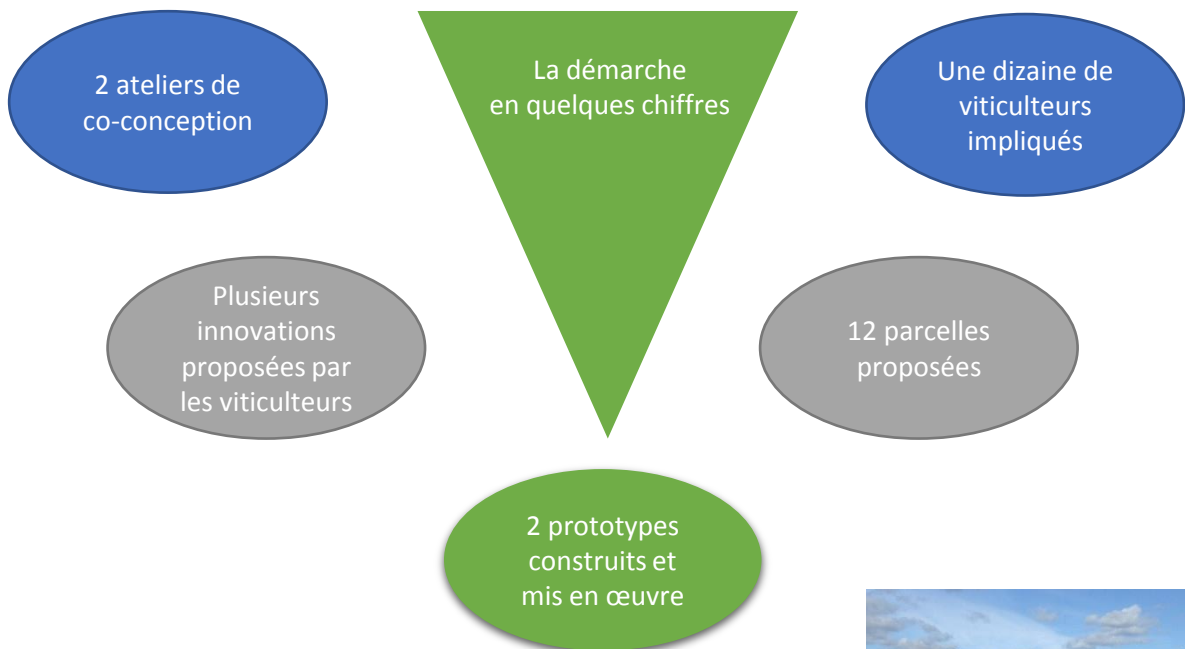 2 ateliers de
co-conception
La démarche
en quelques chiffres
Une dizaine de
viticulteurs
impliqués
Plusieurs
innovations
proposées par
les viticulteurs
12 parcelles
proposées
2 prototypes
construits et
mis en œuvre